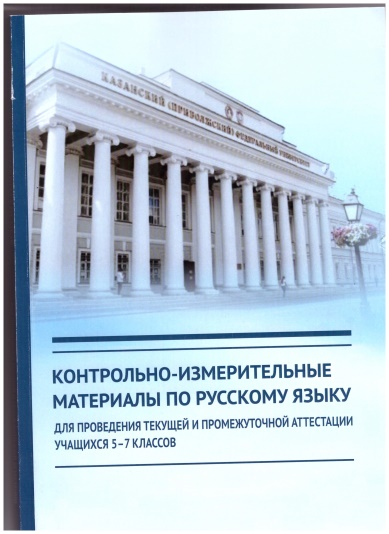 КАЗАНСКИЙ (ПРИВОЛЖСКИЙ) ФЕДЕРАЛЬНЫЙ УНИВЕРСИТЕТ
КОНТРОЛЬНО-ИЗМЕРИТЕЛЬНЫЕ
МАТЕРИАЛЫ ПО РУССКОМУ ЯЗЫКУ
ДЛЯ ПРОВЕДЕНИЯ ТЕКУЩЕЙ И ПРОМЕЖУТОЧНОЙ АТТЕСТАЦИИ
УЧАЩИХСЯ 5–7 КЛАССОВ